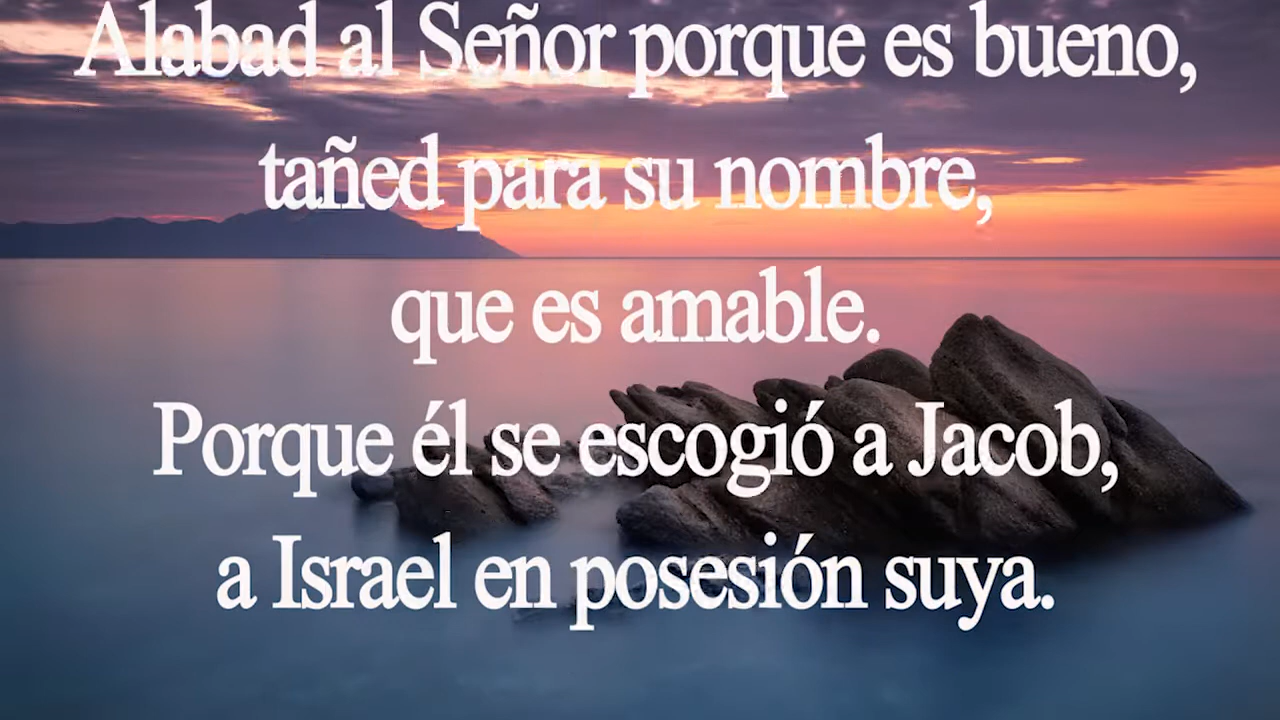 Alabad al Señor porque es bueno,
tañed para su nombre,
que es amable.
Porque él se escogió a Jacob,
a Israel en posesión suya.